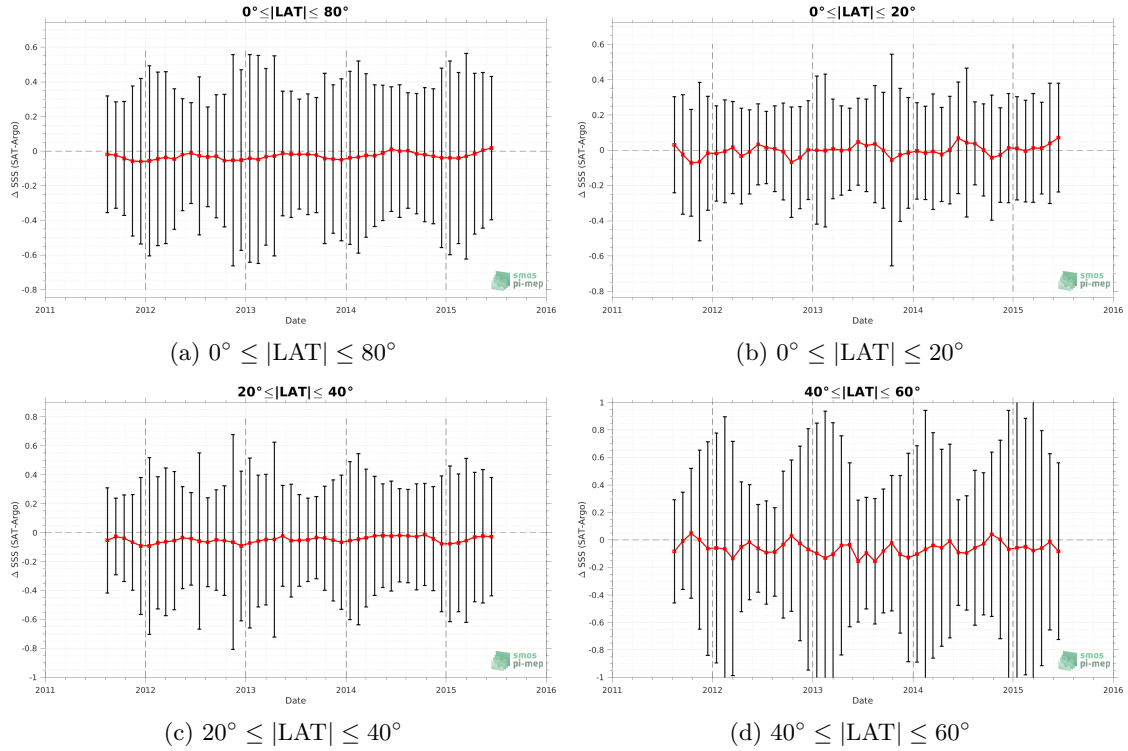 0°≤|LAT|≤ 80°
Δ SSS (SAT-Argo)
0.6
0.4
0.2
0
-0.2
-0.4
-0.6
-0.8
2011
2012
2013
2014
2015
2016
Date
smos
pi-mep
(a) 0° ≤ |LAT| ≤ 80°
0°≤|LAT|≤ 20°
Δ SSS (SAT-Argo)
0.6
0.4
0.2
0
-0.2
-0.4
-0.6
-0.8
2011
2012
2013
2014
2015
2016
Date
smos
pi-mep
(b) 0° ≤ |LAT| ≤ 20°
20°≤|LAT|≤ 40°
Δ SSS (SAT-Argo)
0.8
0.6
0.4
0.2
0
-0.2
-0.4
-0.6
-0.8
-1
2011
2012
2013
2014
2015
2016
Date
smos
pi-mep
(c) 20° ≤ |LAT| ≤ 40°
40°≤|LAT|≤ 60°
Δ SSS (SAT-Argo)
1
0.8
0.6
0.4
0.2
0
-0.2
-0.4
-0.6
-0.8
-1
2011
2012
2013
2014
2015
2016
Date
smos
pi-mep
(d) 40° ≤ |LAT| ≤ 60°